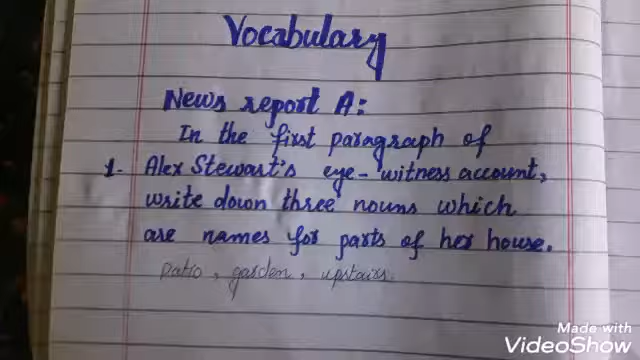 Vocabulary
News report A:
In the first paragraph of
1. Alex Stewart's eye-witness account,
write down three nouns which
are names for parts of her house.
patio, garden, upstairs.
Made with
VideoShow